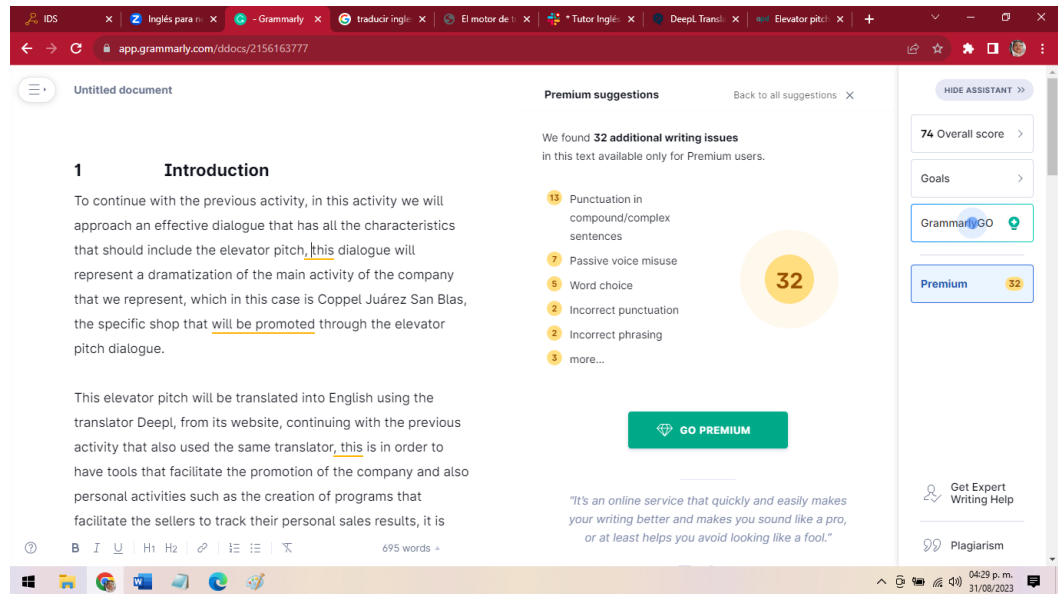 IDS
Inglés para n
- Grammarly
traducir ingle
El motor de t
* Tutor Inglés
DeepL Transl
Elevator pitch
app.grammarly.com/ddocs/2156163777
Untitled document
1 Introduction
To continue with the previous activity, in this activity we will
approach an effective dialogue that has all the characteristics
that should include the elevator pitch, this dialogue will
represent a dramatization of the main activity of the company
that we represent, which in this case is Coppel Juárez San Blas,
the specific shop that will be promoted through the elevator
pitch dialogue.
This elevator pitch will be translated into English using the
translator Deepl, from its website, continuing with the previous
activity that also used the same translator, this is in order to
have tools that facilitate the promotion of the company and also
personal activities such as the creation of programs that
facilitate the sellers to track their personal sales results, it is
B I U H1 H2
695 words
Premium suggestions
Back to all suggestions
We found 32 additional writing issues
in this text available only for Premium users.
13 Punctuation in
compound/complex
sentences
7 Passive voice misuse
5 Word choice
2 Incorrect punctuation
2 Incorrect phrasing
3 more...
32
GO PREMIUM
"It's an online service that quickly and easily makes
your writing better and makes you sound like a pro,
or at least helps you avoid looking like a fool."
HIDE ASSISTANT
74 Overall score
Goals
GrammarlyGO
Premium 32
Get Expert
Writing Help
Plagiarism
04:29 p. m.
31/08/2023